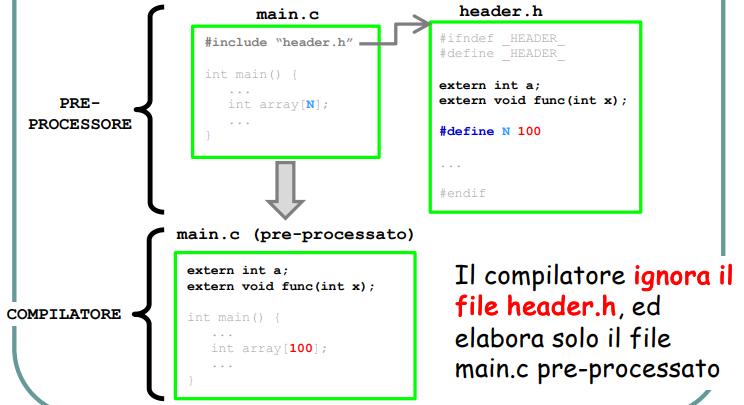 main.c
#include “header.h”
int main() {
...
int array[N];
...
}
header.h
#ifndef _HEADER_
#define _HEADER_
extern int a;
extern void func(int x);
#define N 100
...
#endif
PRE-
PROCESSORE
main.c (pre-processato)
extern int a;
extern void func(int x);
int main() {
...
int array[100];
...
}
COMPILATORE
Il compilatore ignora il
file header.h, ed
elabora solo il file
main.c pre-processato